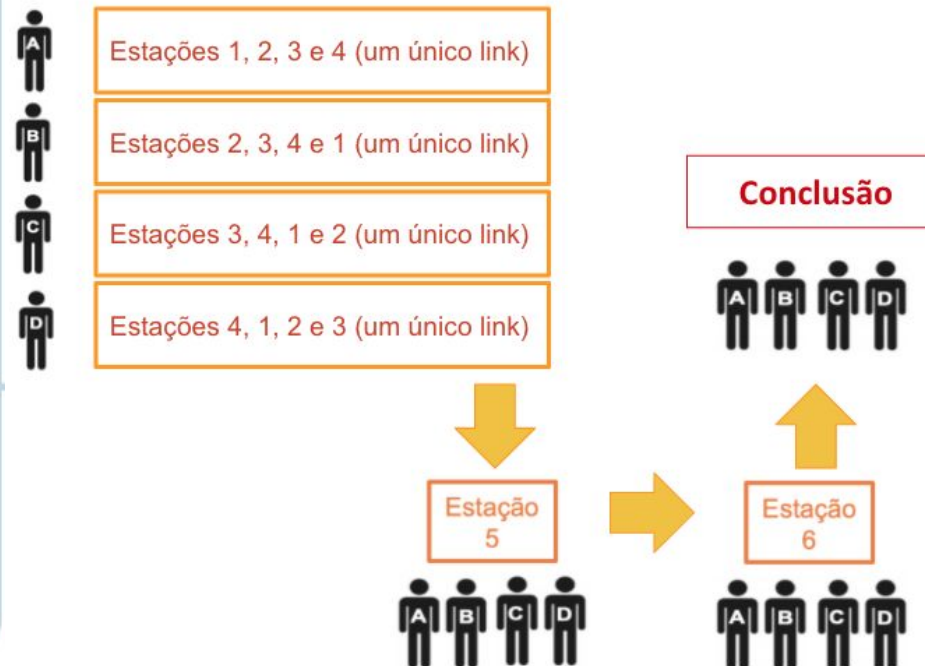 A
Estações 1, 2, 3 e 4 (um único link)
B
Estações 2, 3, 4 e 1 (um único link)
C
Estações 3, 4, 1 e 2 (um único link)
D
Estações 4, 1, 2 e 3 (um único link)
Conclusão
A B C D
Estação
5
A B C D
Estação
6
A B C D